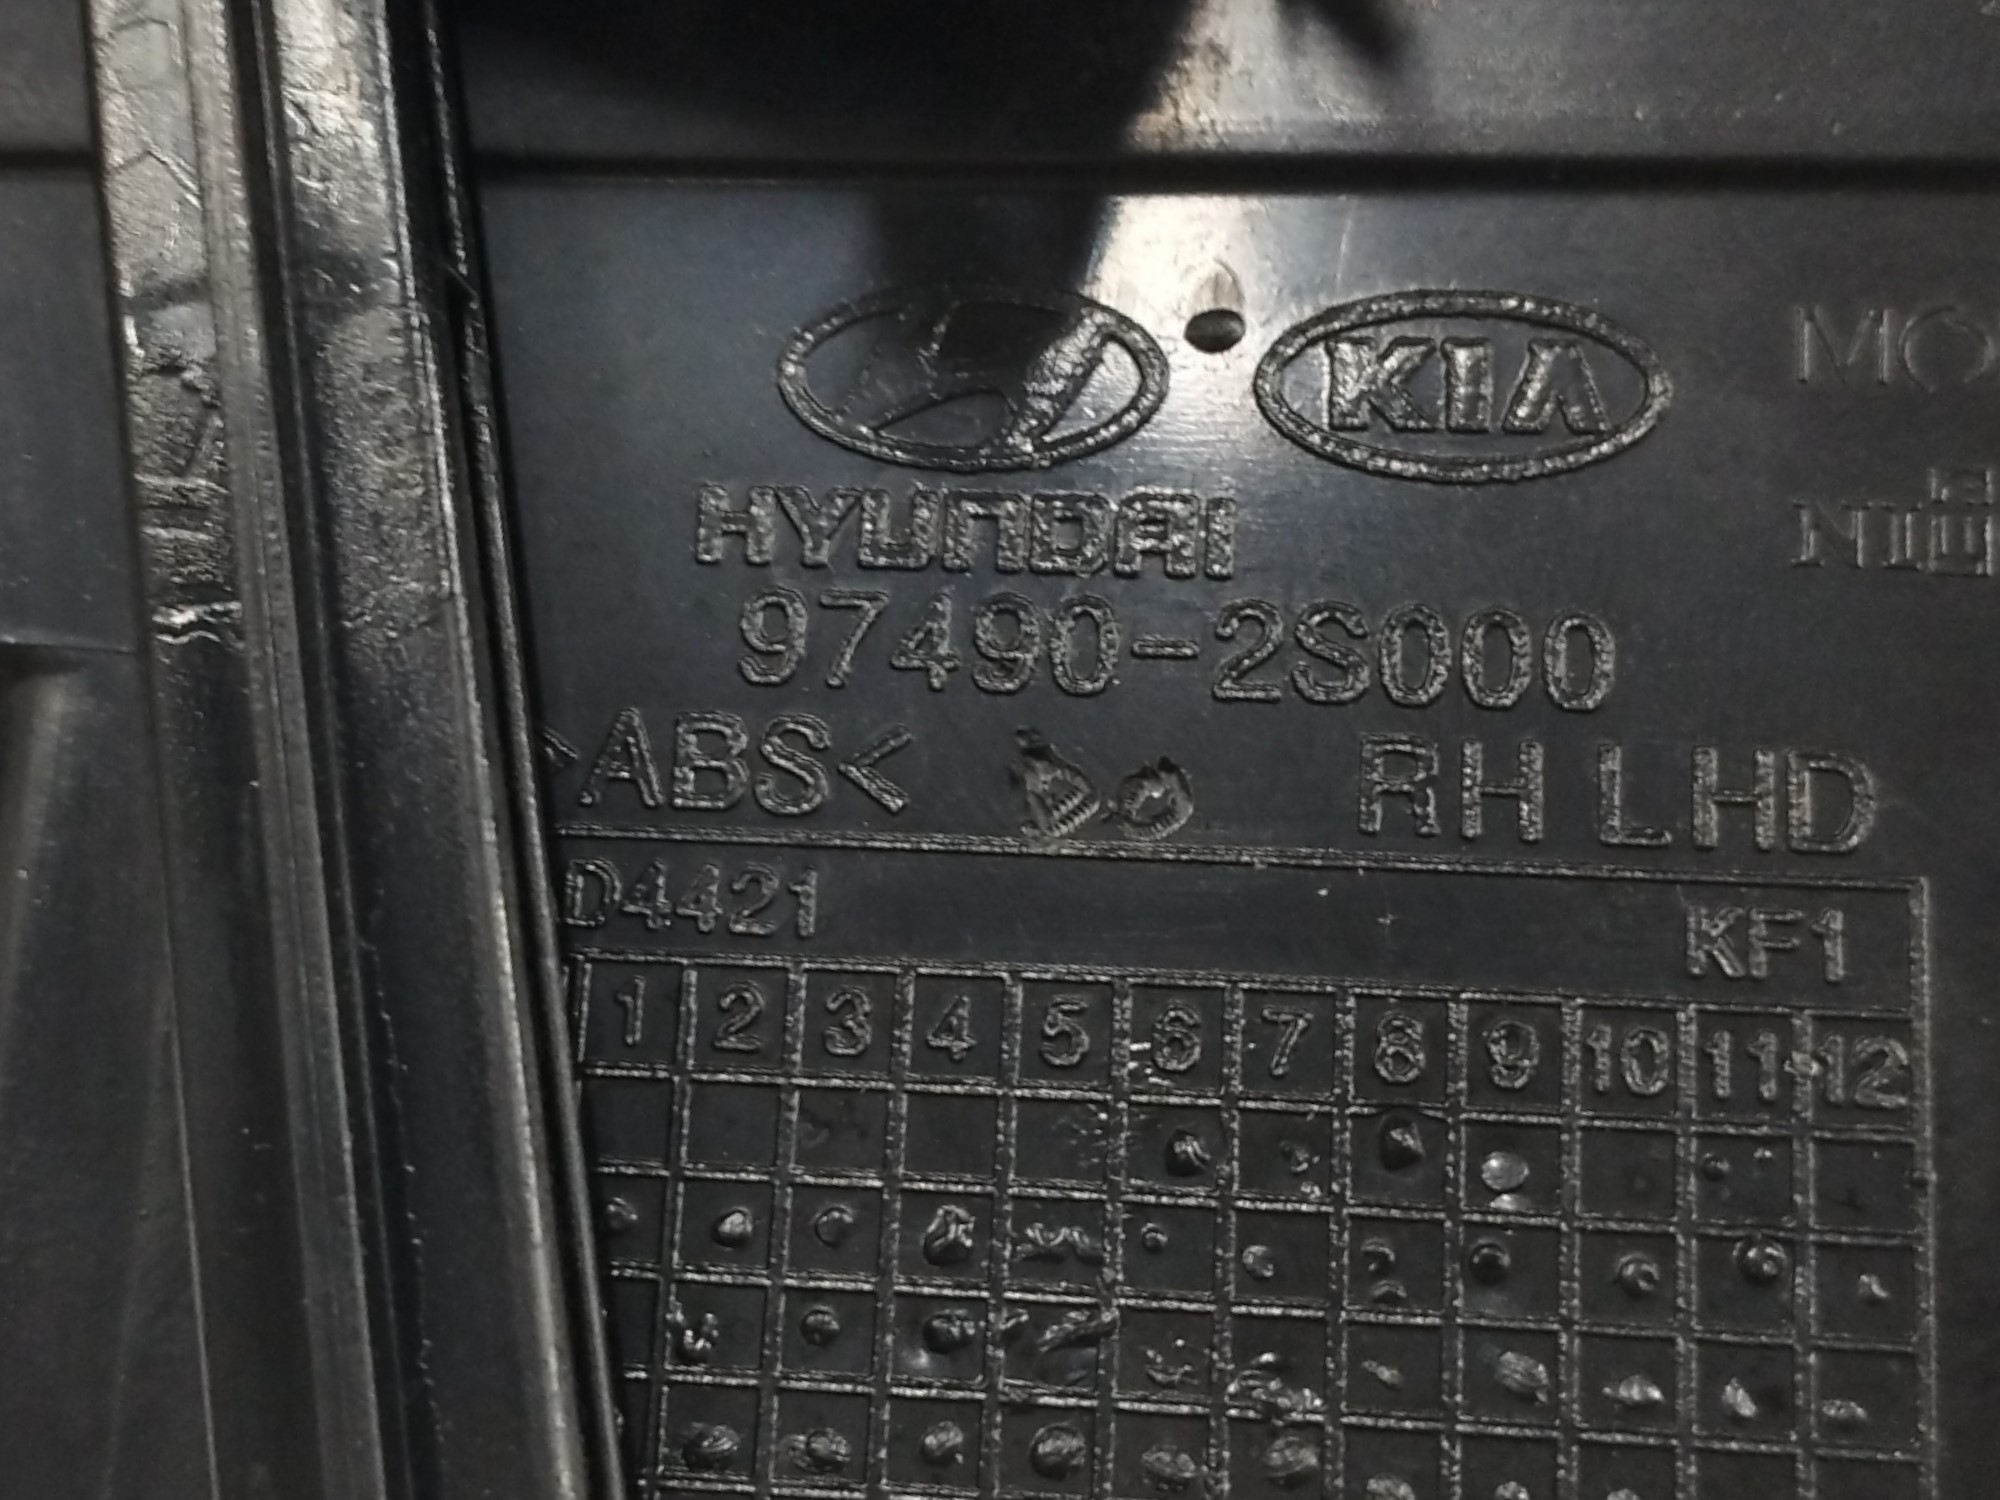 KIA
HYUNDAI
97490-2S000
>ABS< RH LHD
D4421 KF1
1 2 3 4 5 6 7 8 9 10 11 12